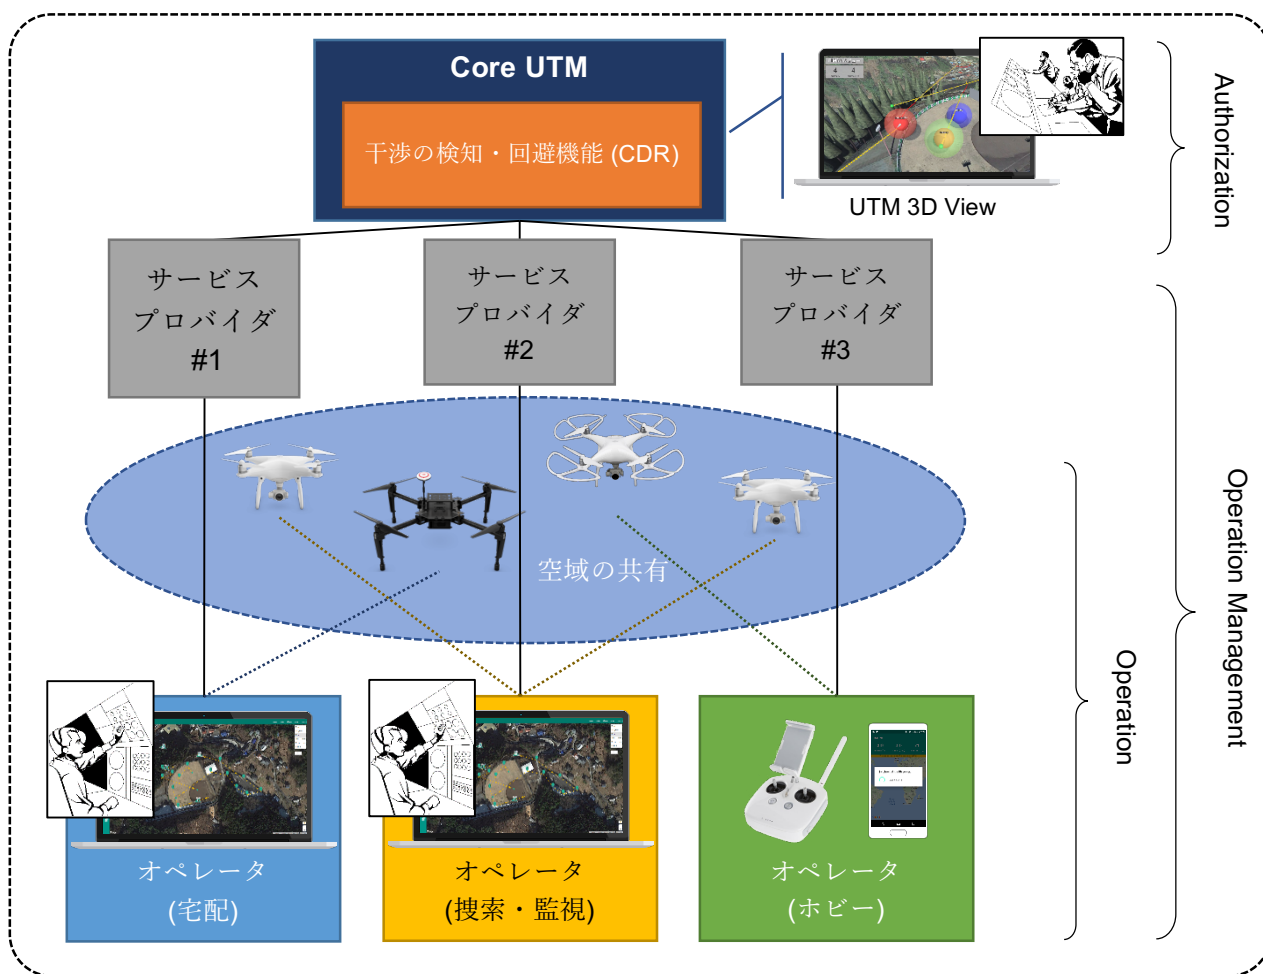 Core UTM
干渉の検知・回避機能 (CDR)
UTM 3D View
Authorization
サービス
プロバイダ
#1
サービス
プロバイダ
#2
サービス
プロバイダ
#3
空域の共有
Operation Management
Operation
オペレータ
(宅配)
オペレータ
(捜索・監視)
オペレータ
(ホビー)